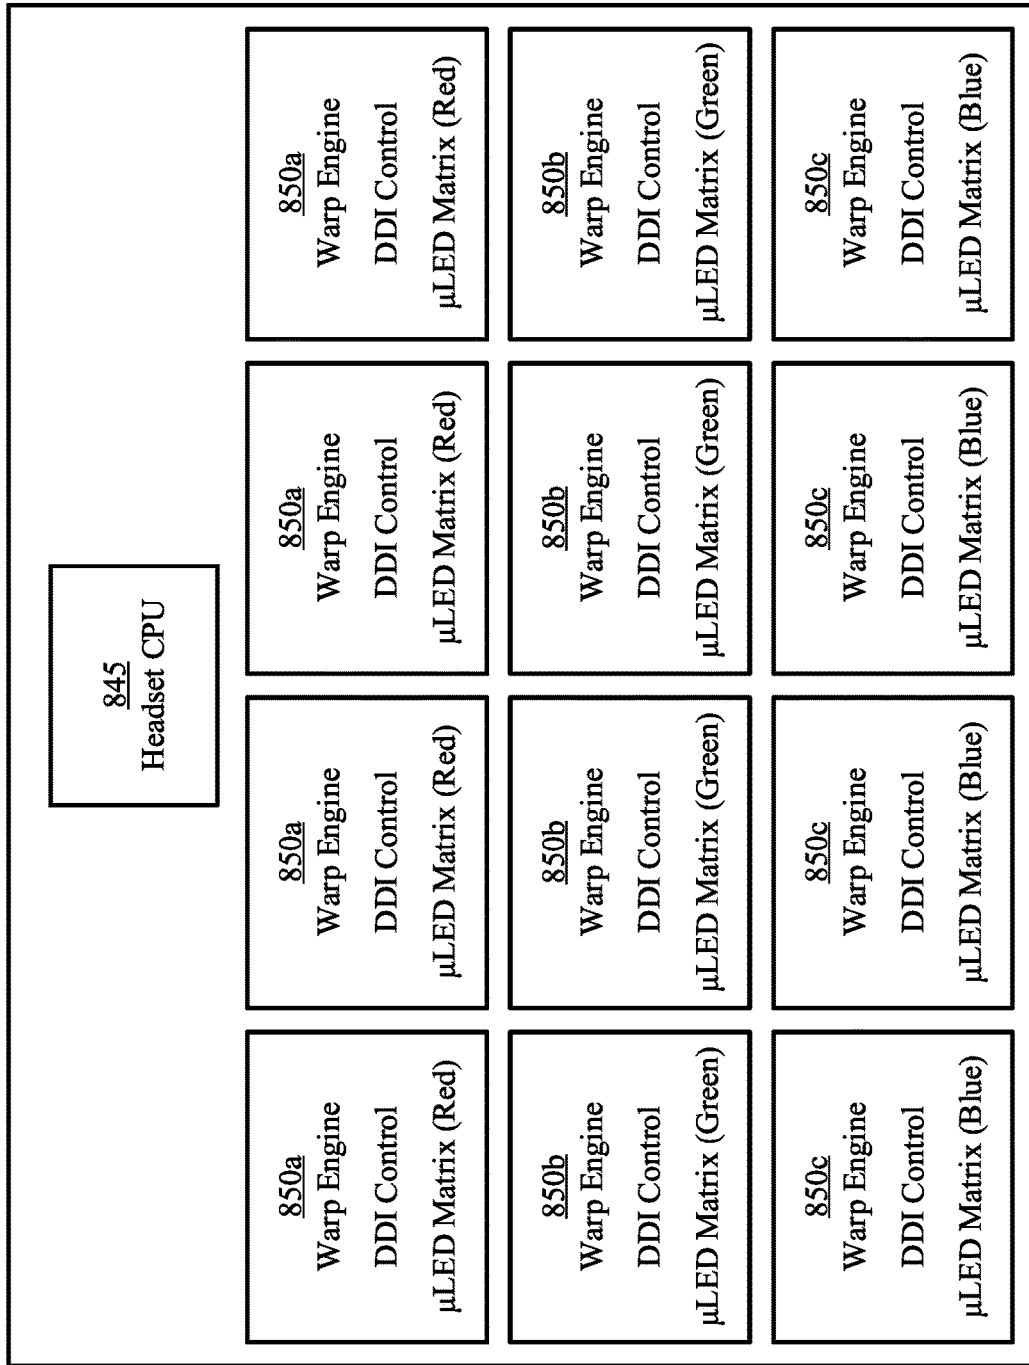 845
Headset CPU
850a
Warp Engine
DDI Control
μLED Matrix (Red)
850a
Warp Engine
DDI Control
μLED Matrix (Red)
850a
Warp Engine
DDI Control
μLED Matrix (Red)
850a
Warp Engine
DDI Control
μLED Matrix (Red)
850b
Warp Engine
DDI Control
μLED Matrix (Green)
850b
Warp Engine
DDI Control
μLED Matrix (Green)
850b
Warp Engine
DDI Control
μLED Matrix (Green)
850b
Warp Engine
DDI Control
μLED Matrix (Green)
850c
Warp Engine
DDI Control
μLED Matrix (Blue)
850c
Warp Engine
DDI Control
μLED Matrix (Blue)
850c
Warp Engine
DDI Control
μLED Matrix (Blue)
850c
Warp Engine
DDI Control
μLED Matrix (Blue)